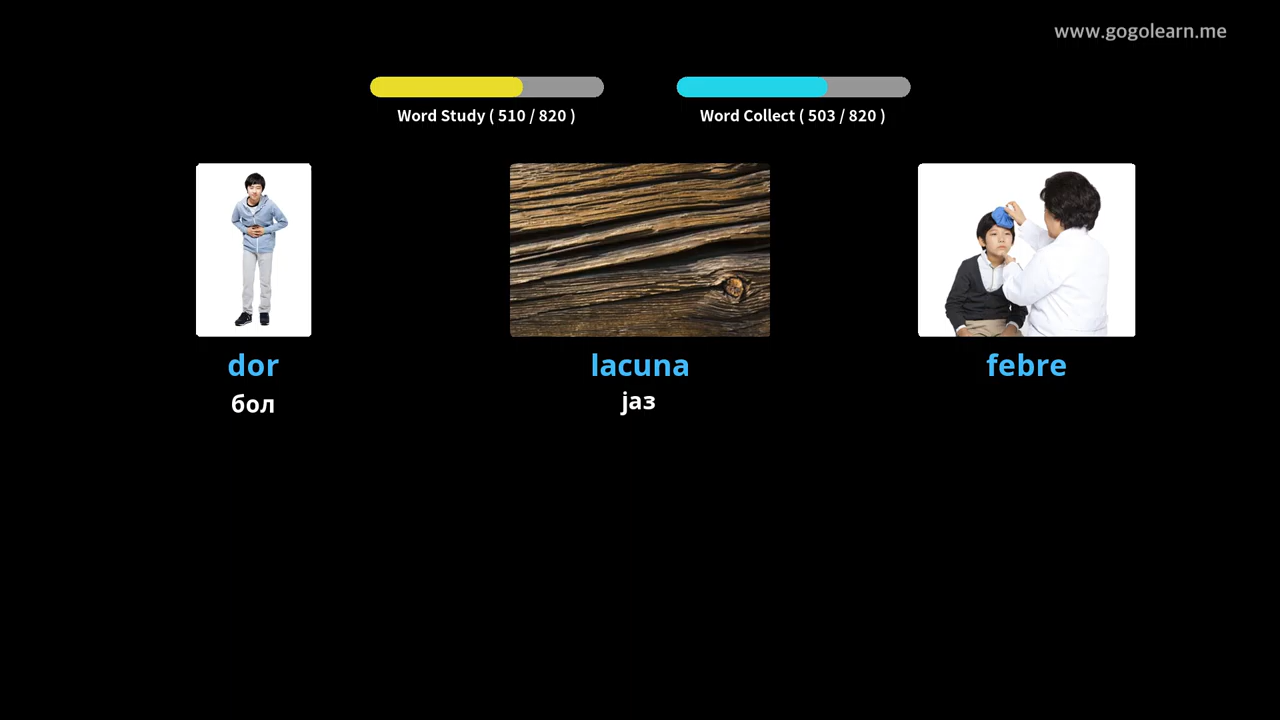 www.gogolearn.me
Word Study ( 510 / 820 )
Word Collect ( 503 / 820 )
dor
lacuna
febre
бол
јаз